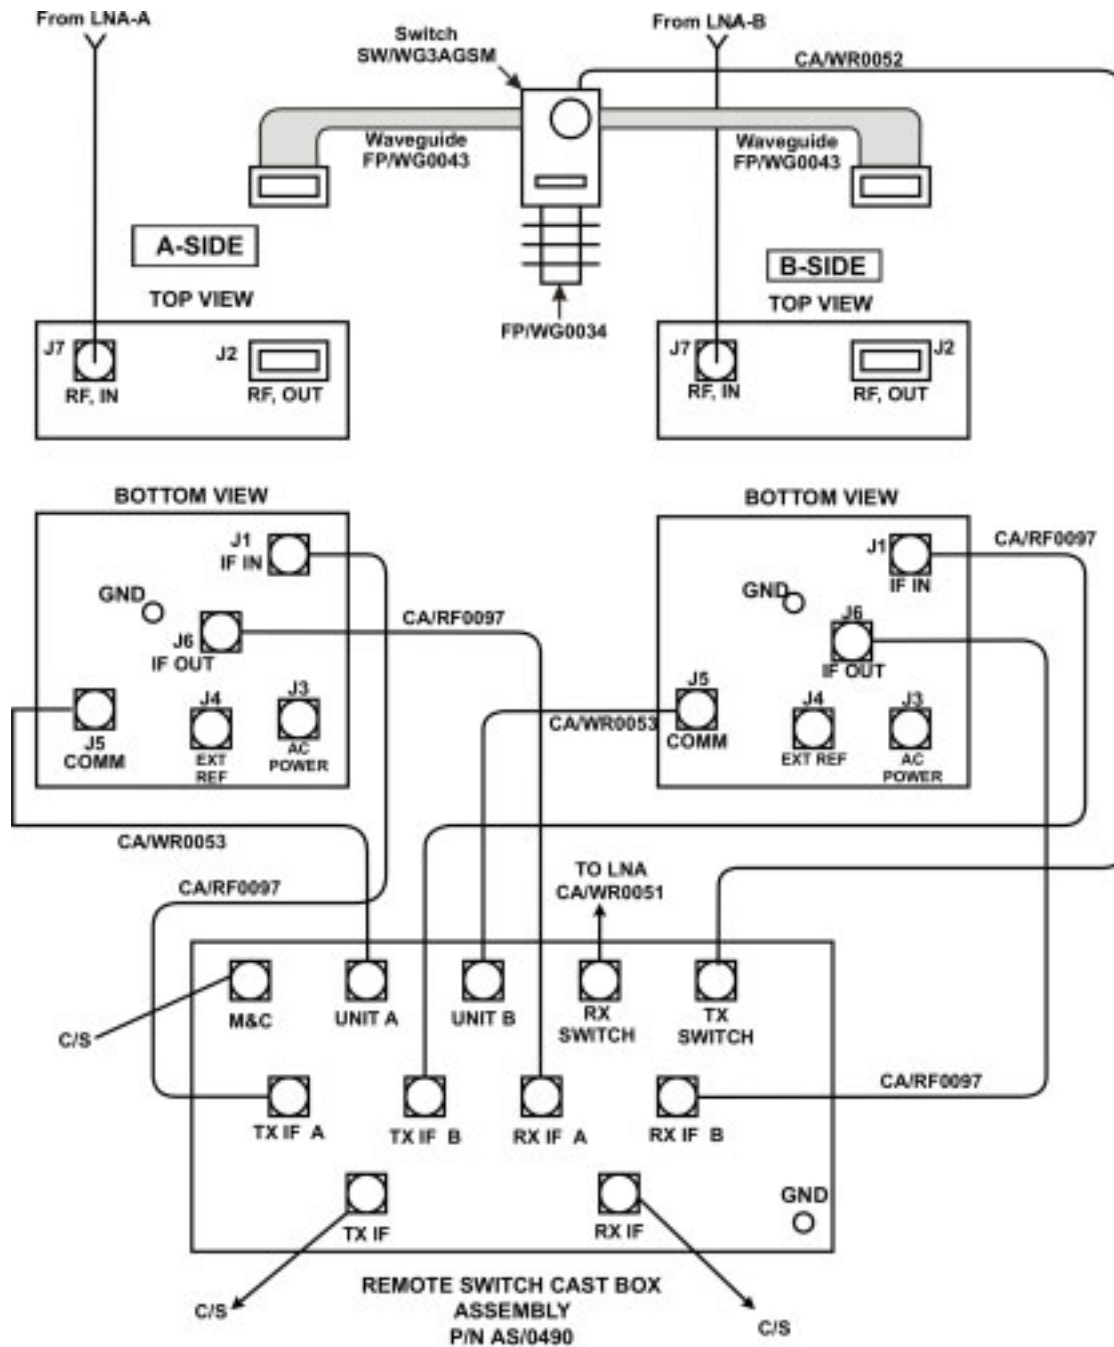 From LNA-A
Switch
SW/WG3AGSM
From LNA-B
CA/WR0052
Waveguide
FP/WG0043
Waveguide
FP/WG0043
A-SIDE
B-SIDE
TOP VIEW
TOP VIEW
FP/WG0034
J7
J2
J7
J2
RF, IN
RF, OUT
RF, IN
RF, OUT
BOTTOM VIEW
BOTTOM VIEW
J1
IF IN
J1
IF IN
CA/RF0097
GND
GND
J6
IF OUT
CA/RF0097
J6
IF OUT
J5
COMM
J4
EXT
REF
J3
AC
POWER
CA/WR0053
J5
COMM
J4
EXT REF
J3
AC
POWER
CA/WR0053
CA/RF0097
TO LNA
CA/WR0051
M&C
UNIT A
UNIT B
RX
SWITCH
TX
SWITCH
C/S
CA/RF0097
TX IF A
TX IF B
RX IF A
RX IF B
TX IF
RX IF
GND
C/S
C/S
REMOTE SWITCH CAST BOX
ASSEMBLY
P/N AS/0490